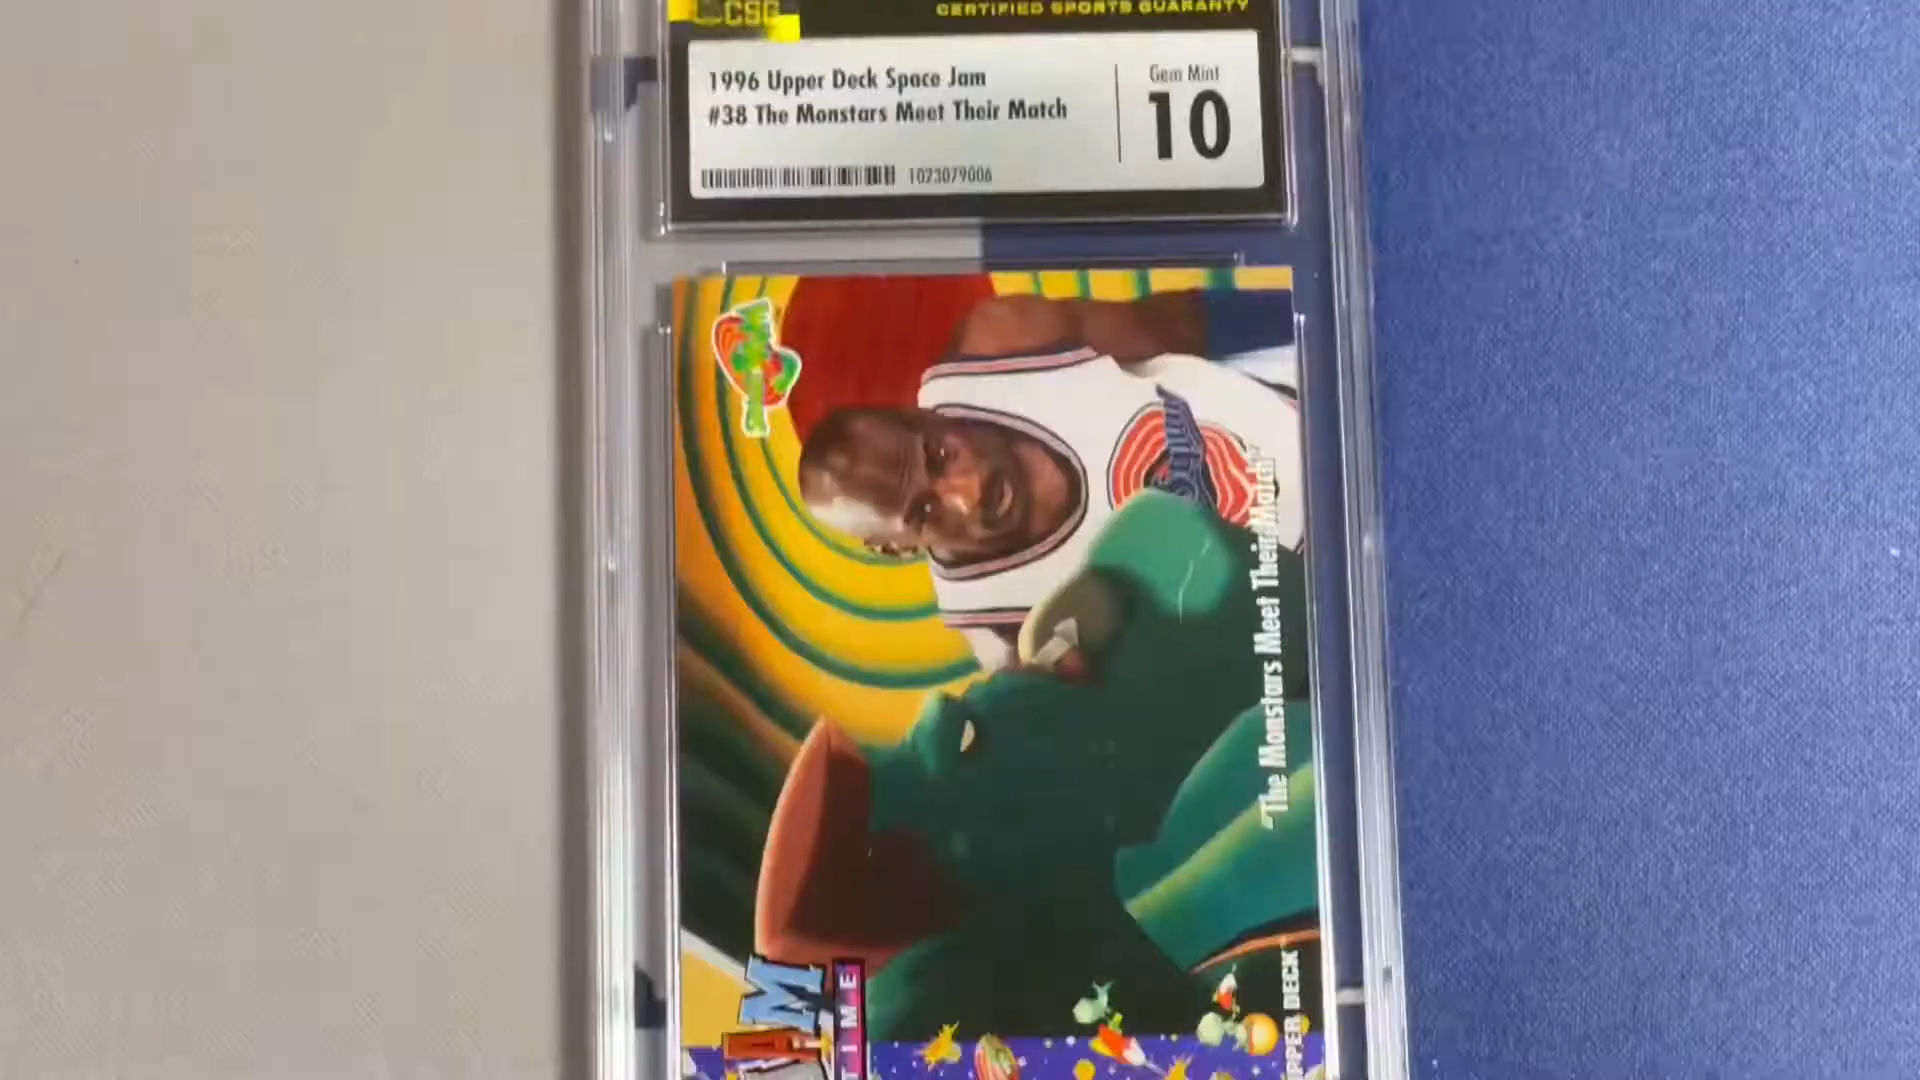 CSG
CERTIFIED SPORTS GUARANTY
1996 Upper Deck Space Jam
#38 The Monstars Meet Their Match
Gem Mint
10
1023079006
"The Monstars Meet Their Match"
UPPER DECK
TIME